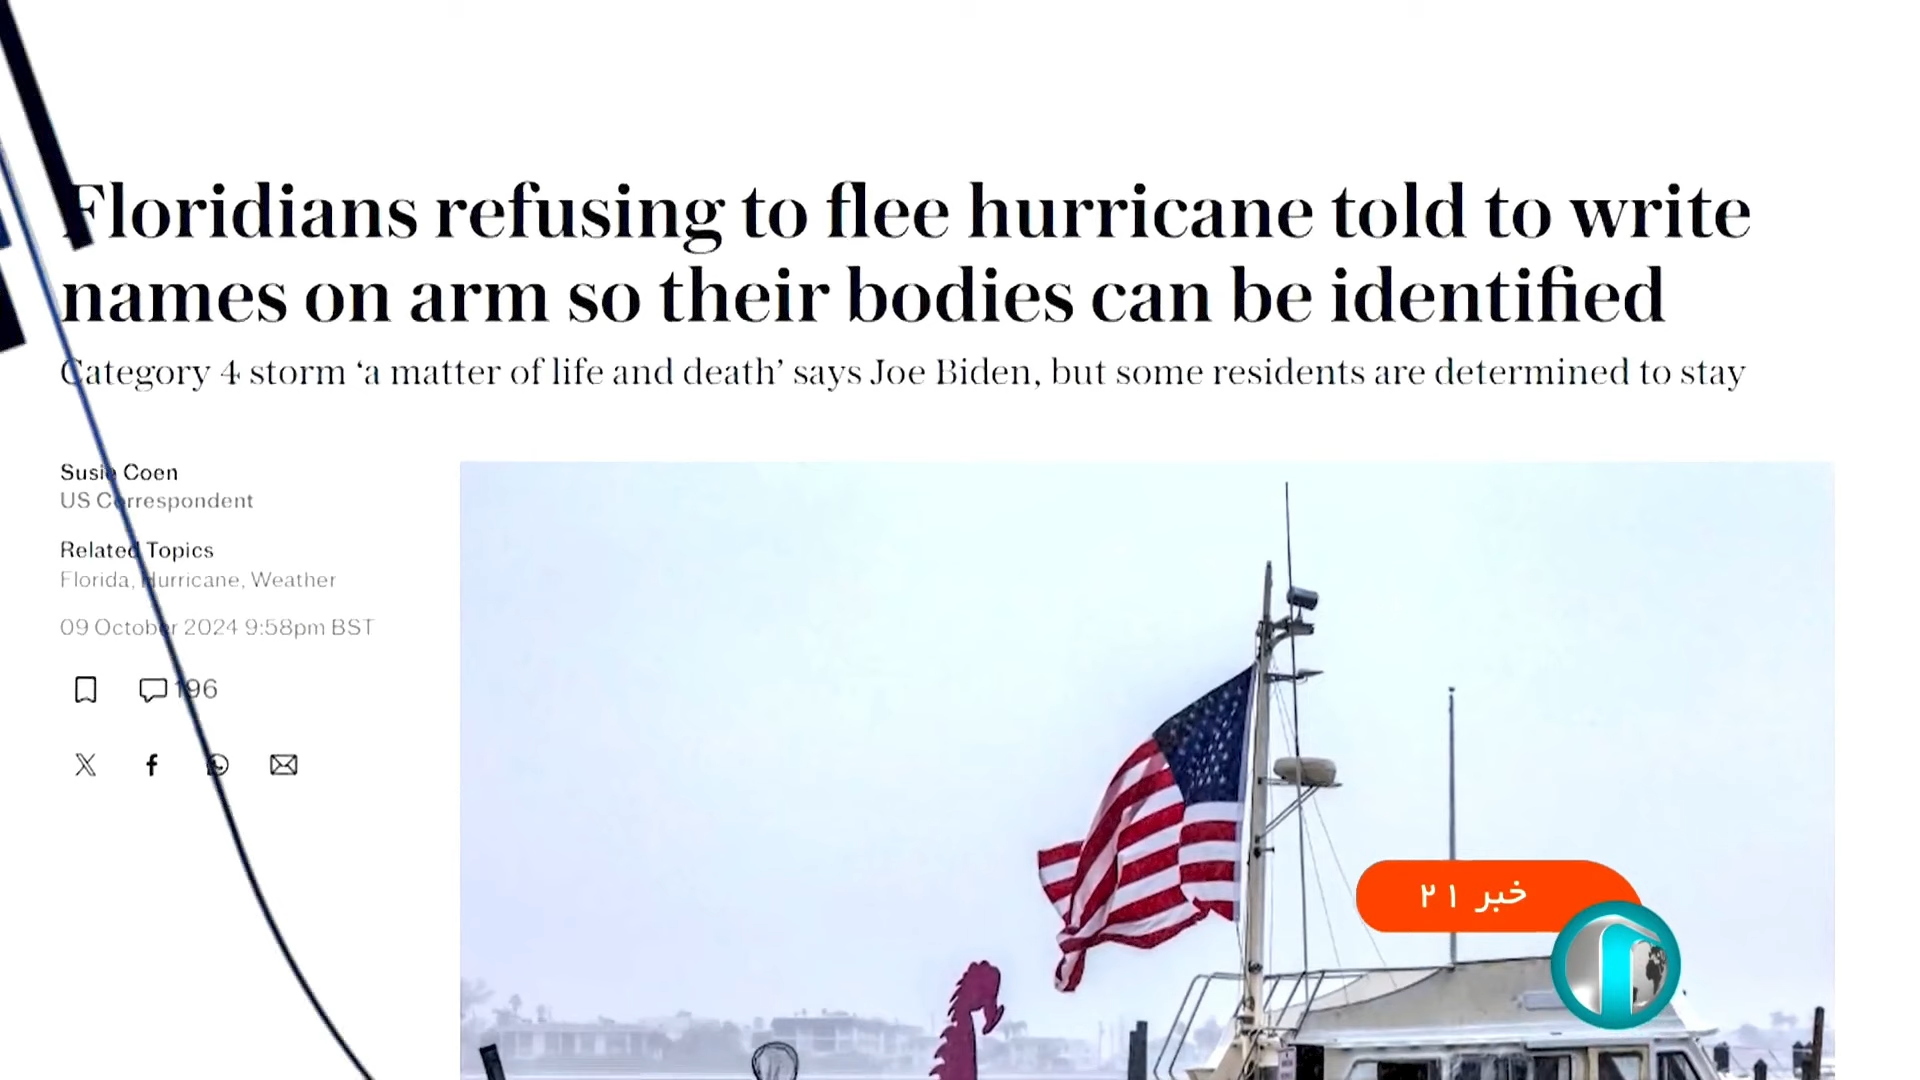 Floridians refusing to flee hurricane told to write
names on arm so their bodies can be identified
Category 4 storm ‘a matter of life and death’ says Joe Biden, but some residents are determined to stay
Susie Coen
US Correspondent
Related Topics
Florida, Hurricane, Weather
09 October 2024 9:58pm BST
196
خبر ۲۱